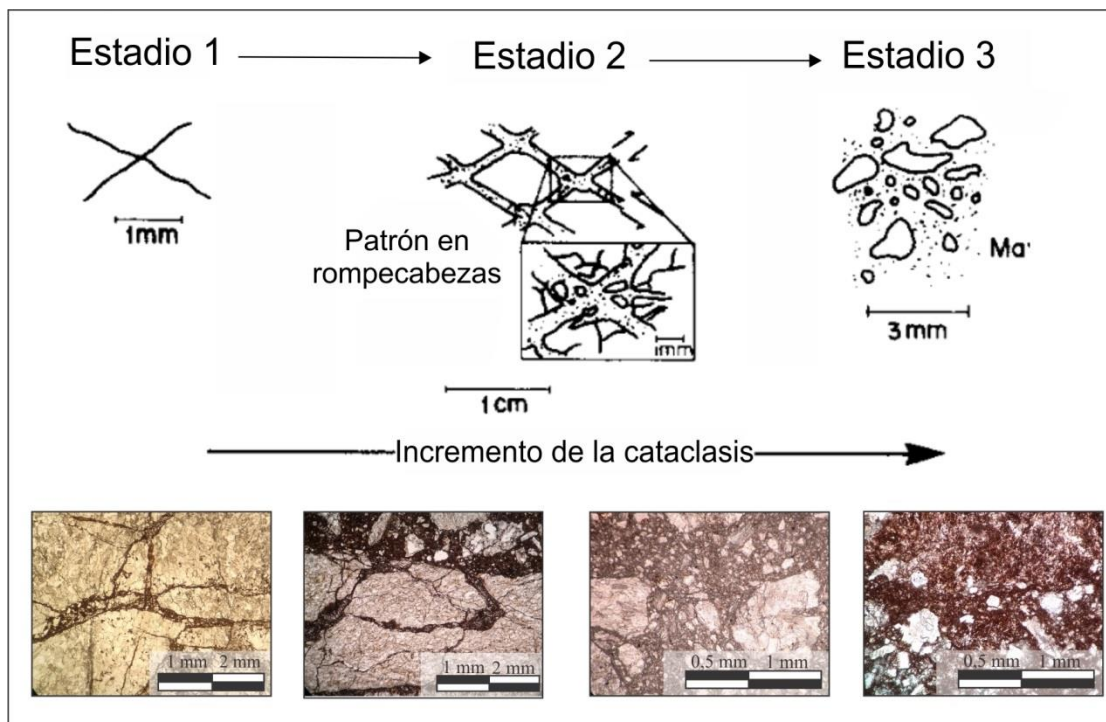 Estadio 1
Estadio 2
Estadio 3
1mm
Patrón en
rompecabezas
1mm
1cm
Ma
3mm
Incremento de la cataclasis
1 mm 2 mm
1 mm 2 mm
0,5 mm 1 mm
0,5 mm 1 mm